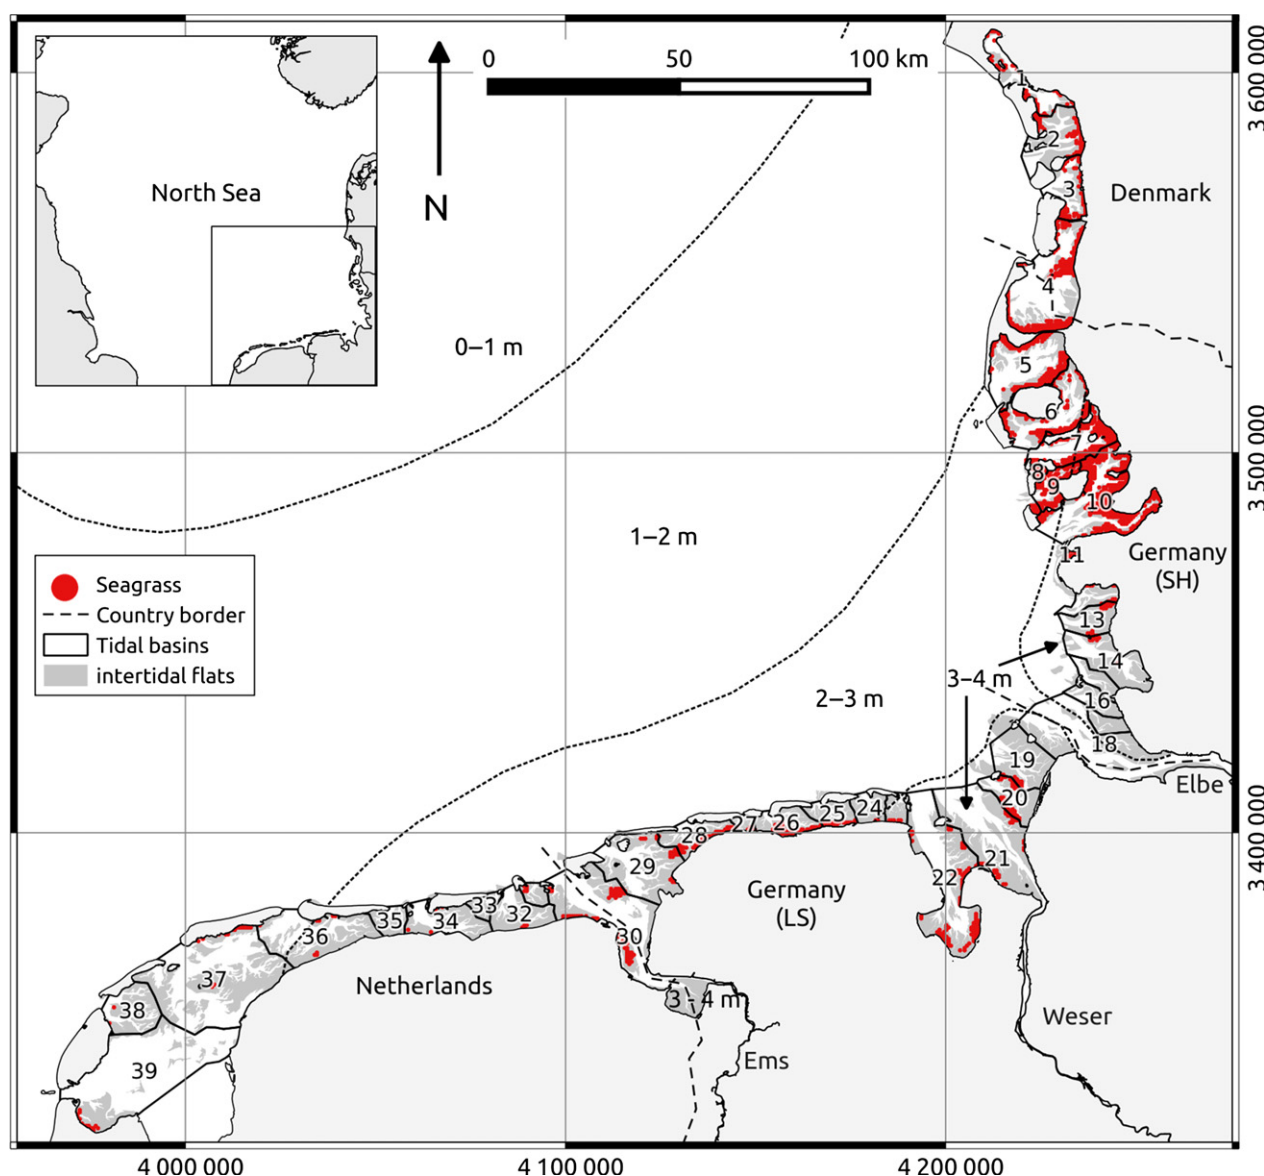 0 50 100 km
North Sea
N
Denmark
Germany
(SH)
0–1 m
1–2 m
2–3 m
3–4 m
Seagrass
Country border
Tidal basins
intertidal flats
1
2
3
4
5
6
7
8
9
10
11
13
14
16
18
19
20
21
22
24
25
26
27
28
29
30
32
33
34
35
36
37
38
39
Elbe
Germany
(LS)
Netherlands
3 - 4 m
Weser
Ems
3 600 000
3 500 000
3 400 000
4 000 000 4 100 000 4 200 000